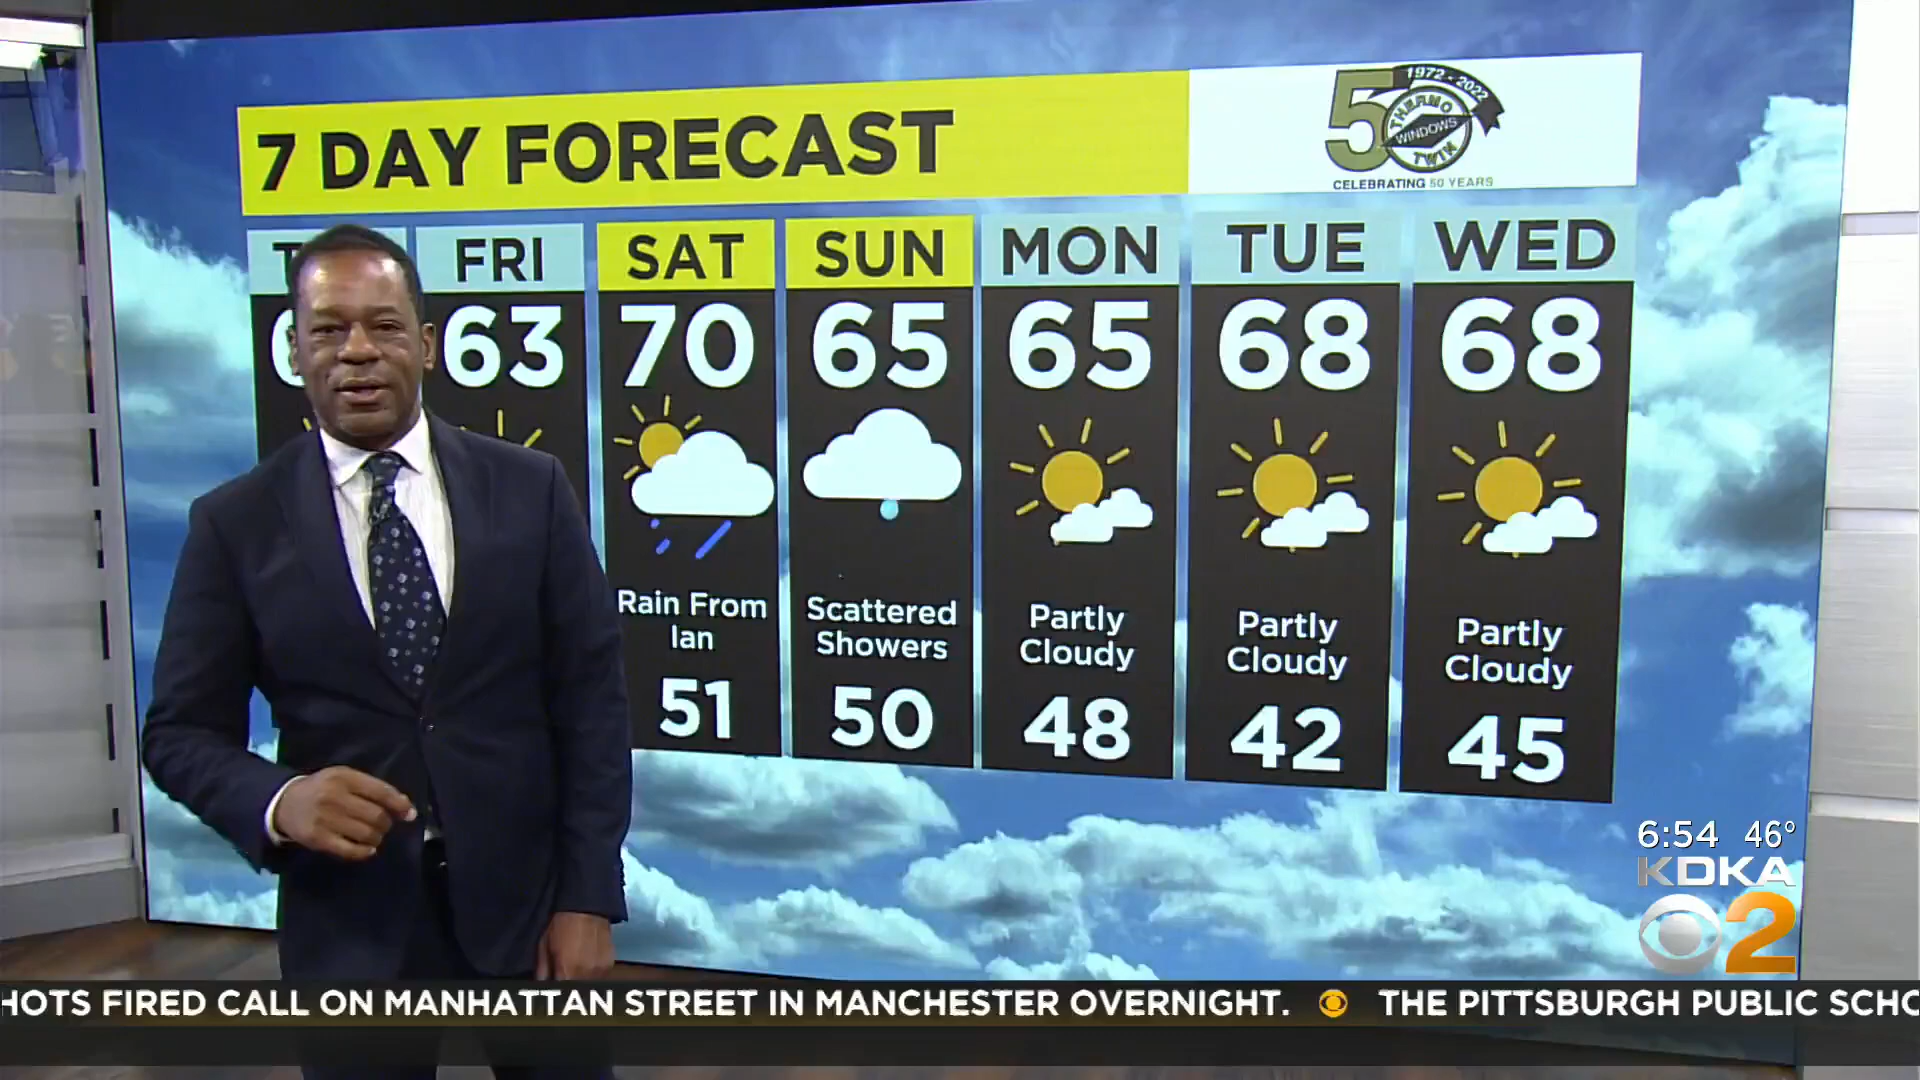 7 DAY FORECAST
50 1972 - 2022
THERMO
WINDOWS
TWIN
CELEBRATING 50 YEARS
FRI SAT SUN MON TUE WED
63 70 65 65 68 68
Rain From
Ian
Scattered
Showers
Partly
Cloudy
Partly
Cloudy
Partly
Cloudy
51 50 48 42 45
6:54 46°
KDKA
2
HOTS FIRED CALL ON MANHATTAN STREET IN MANCHESTER OVERNIGHT. THE PITTSBURGH PUBLIC SCHO